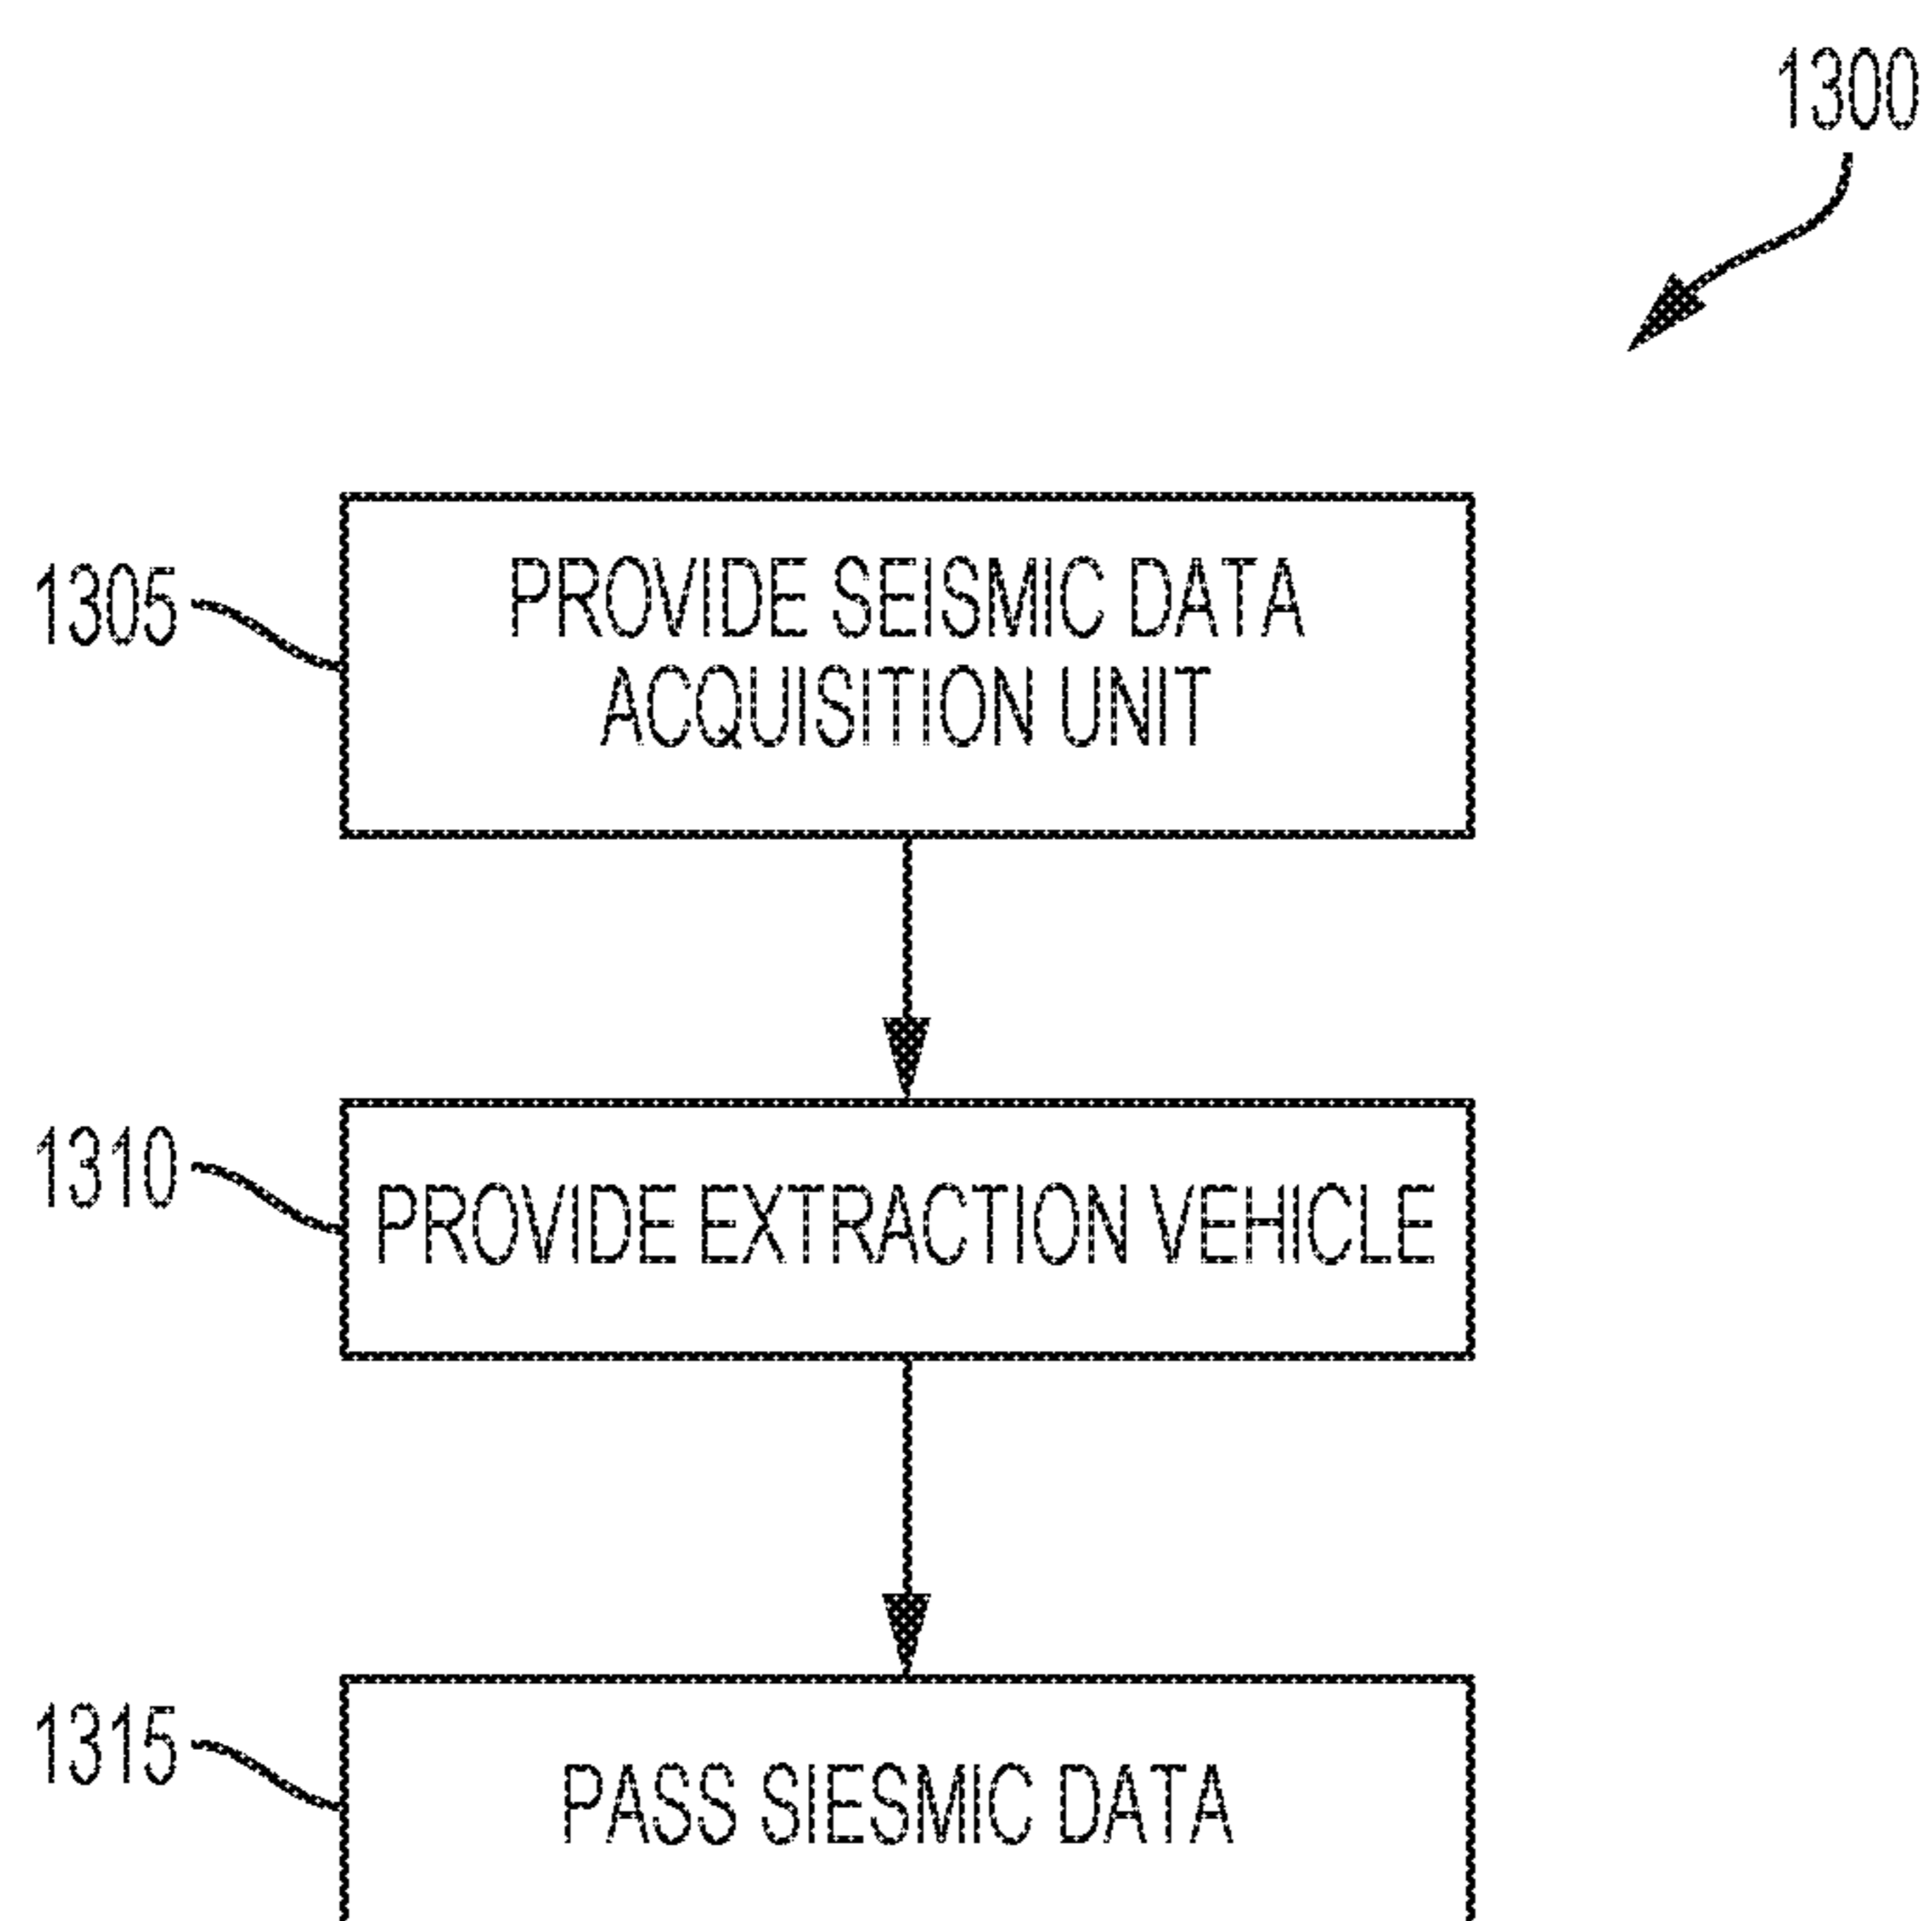 1300
1305
PROVIDE SEISMIC DATA
ACQUISITION UNIT
1310
PROVIDE EXTRACTION VEHICLE
1315
PASS SIESMIC DATA